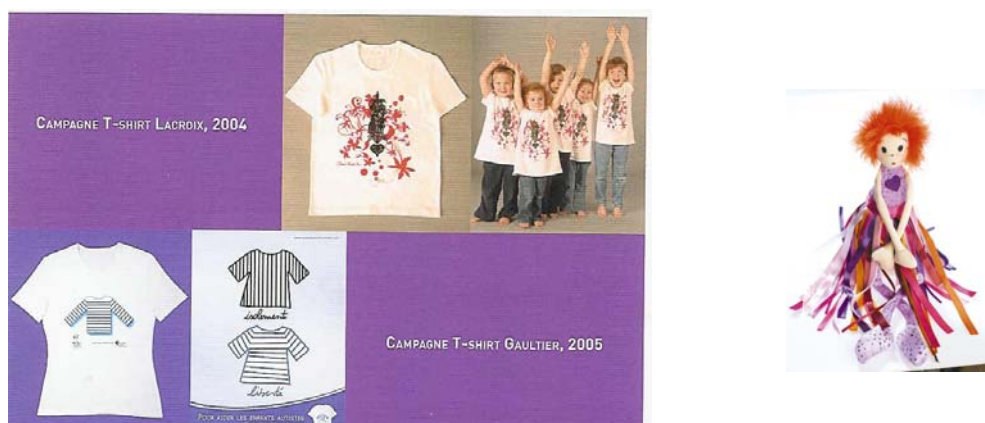 CAMPAGNE T-SHIRT LACROIX, 2004
isolement
liberté
CAMPAGNE T-SHIRT GAULTIER, 2005
POUR AIDER LES ENFANTS AUTISTES